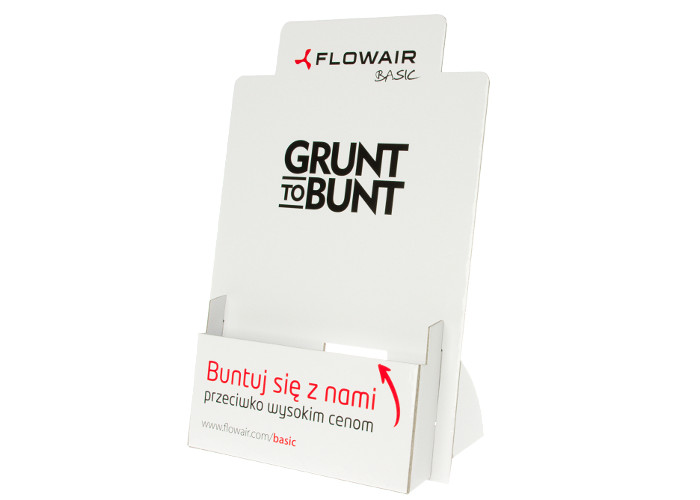 FLOWAIR
BASIC
GRUNT
TO BUNT
Buntuj się z nami
przeciwko wysokim cenom
www.flowair.com/basic